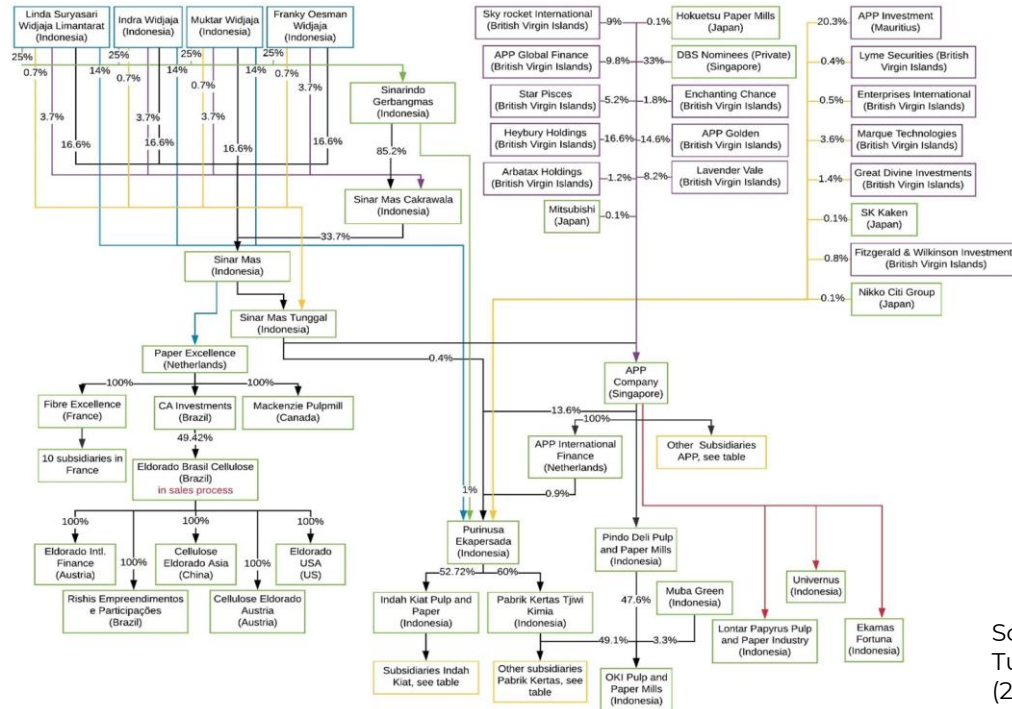 Linda Suryasari
Widjaja Limantarat
(Indonesia)
Indra Widjaja
(Indonesia)
Muktar Widjaja
(Indonesia)
Franky Oesman
Widjaja
(Indonesia)
25%
25%
25%
25%
0.7%
14%
0.7%
14%
0.7%
14%
0.7%
3.7%
3.7%
3.7%
3.7%
16.6%
16.6%
16.6%
16.6%
Sinarindo
Gerbangmas
(Indonesia)
85.2%
Sinar Mas Cakrawala
(Indonesia)
33.7%
Sinar Mas
(Indonesia)
Sinar Mas Tunggal
(Indonesia)
0.4%
Paper Excellence
(Netherlands)
100%
100%
Fibre Excellence
(France)
CA Investments
(Brazil)
Mackenzie Pulpmill
(Canada)
49.42%
10 subsidiaries in
France
Eldorado Brasil Cellulose
(Brazil)
in sales process
100%
100%
100%
Eldorado Intl.
Finance
(Austria)
100%
Cellulose
Eldorado Asia
(China)
100%
Eldorado
USA
(US)
Rishis Empreendimentos
e Participações
(Brazil)
Cellulose Eldorado
Austria
(Austria)
Sky rocket international
(British Virgin Islands)
9%
0.1%
Hokuetsu Paper Mills
(Japan)
APP Global Finance
(British Virgin Islands)
9.8%
33%
DBS Nominees (Private)
(Singapore)
Star Pisces
(British Virgin Islands)
5.2%
1.8%
Enchanting Chance
(British Virgin Islands)
Heybury Holdings
(British Virgin Islands)
16.6%
14.6%
APP Golden
(British Virgin Islands)
Arbatax Holdings
(British Virgin Islands)
1.2%
8.2%
Lavender Vale
(British Virgin Islands)
Mitsubishi
(Japan)
0.1%
20.3%
APP Investment
(Mauritius)
0.4%
Lyme Securities (British
Virgin Islands)
0.5%
Enterprises International
(British Virgin Islands)
3.6%
Marque Technologies
(British Virgin Islands)
1.4%
Great Divine Investments
(British Virgin Islands)
0.1%
SK Kaken
(Japan)
0.8%
Fitzgerald & Wilkinson Investment
(British Virgin Islands)
0.1%
Nikko Citi Group
(Japan)
APP
Company
(Singapore)
13.6%
100%
APP International
Finance
(Netherlands)
Other Subsidiaries
APP, see table
0.9%
1%
Purinusa
Ekapersada
(Indonesia)
Pindo Deli Pulp
and Paper Mills
(Indonesia)
52.72%
60%
47.6%
Indah Kiat Pulp and
Paper
(Indonesia)
Pabrik Kertas Tjiwi
Kimia
(Indonesia)
Muba Green
(Indonesia)
49.1%
3.3%
Subsidiaries Indah
Kiat, see table
Other subsidiaries
Pabrik Kertas, see
table
OKI Pulp and
Paper Mills
(Indonesia)
Univernus
(Indonesia)
Lontar Papyrus Pulp
and Paper Industry
(Indonesia)
Ekamas
Fortuna
(Indonesia)